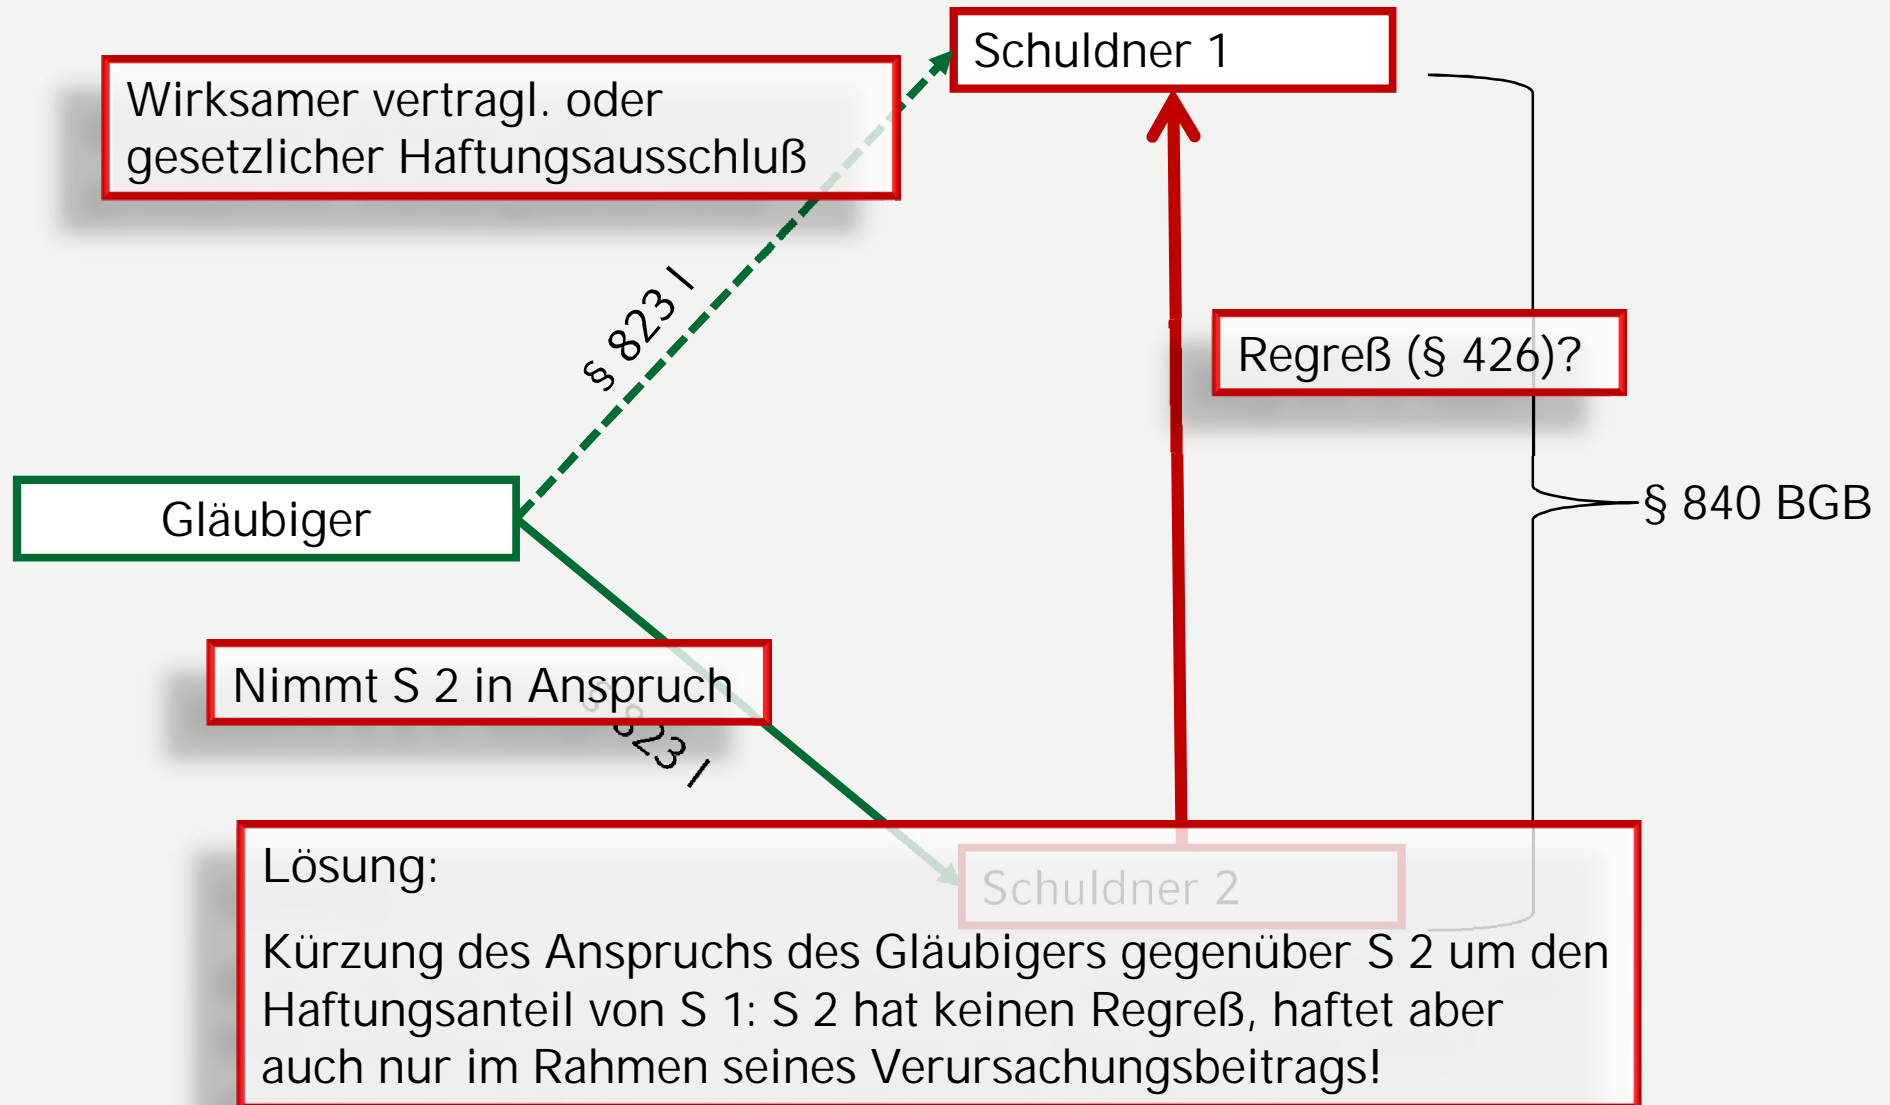 Schuldner 1
Wirksamer vertragl. oder
gesetzlicher Haftungsausschluß
§ 823 I
Regreß (§ 426)?
Gläubiger
§ 840 BGB
Nimmt S 2 in Anspruch
§ 823 I
Schuldner 2
Lösung:
Kürzung des Anspruchs des Gläubigers gegenüber S 2 um den
Haftungsanteil von S 1: S 2 hat keinen Regreß, haftet aber
auch nur im Rahmen seines Verursachungsbeitrags!